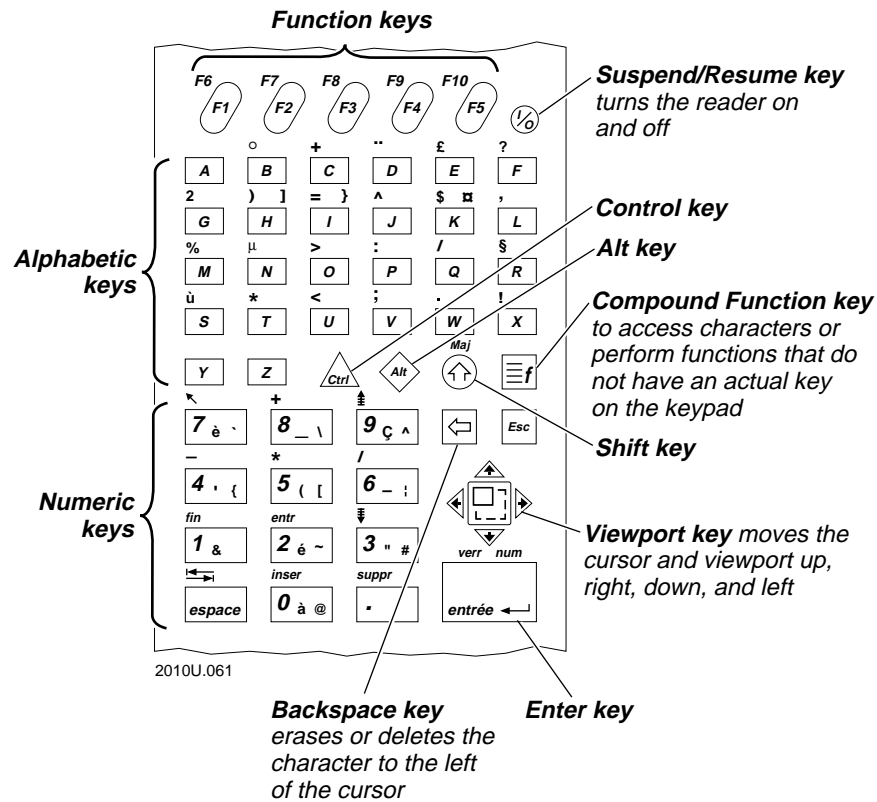 Function keys
F6 F7 F8 F9 F10
F1 F2 F3 F4 F5
I/O
Suspend/Resume key
turns the reader on
and off
° + ¨ £ ?
A B C D E F
2 ) ] = } ^ $ ¤ ,
G H I J K L
% µ > : / §
M N O P Q R
ù * < ; . !
S T U V W X
Maj
Y Z Ctrl Alt f
Alphabetic
keys
Control key
Alt key
Compound Function key
to access characters or
perform functions that do
not have an actual key
on the keypad
Shift key
+
7 è ` 8 _ \ 9 Ç ^ Esc
– * /
4 ' { 5 ( [ 6 – ¦
fin entr
1 & 2 é ~ 3 " #
verr num
inser suppr
espace 0 à @ . entrée
Numeric
keys
Viewport key moves the
cursor and viewport up,
right, down, and left
2010U.061
Backspace key
erases or deletes the
character to the left
of the cursor
Enter key